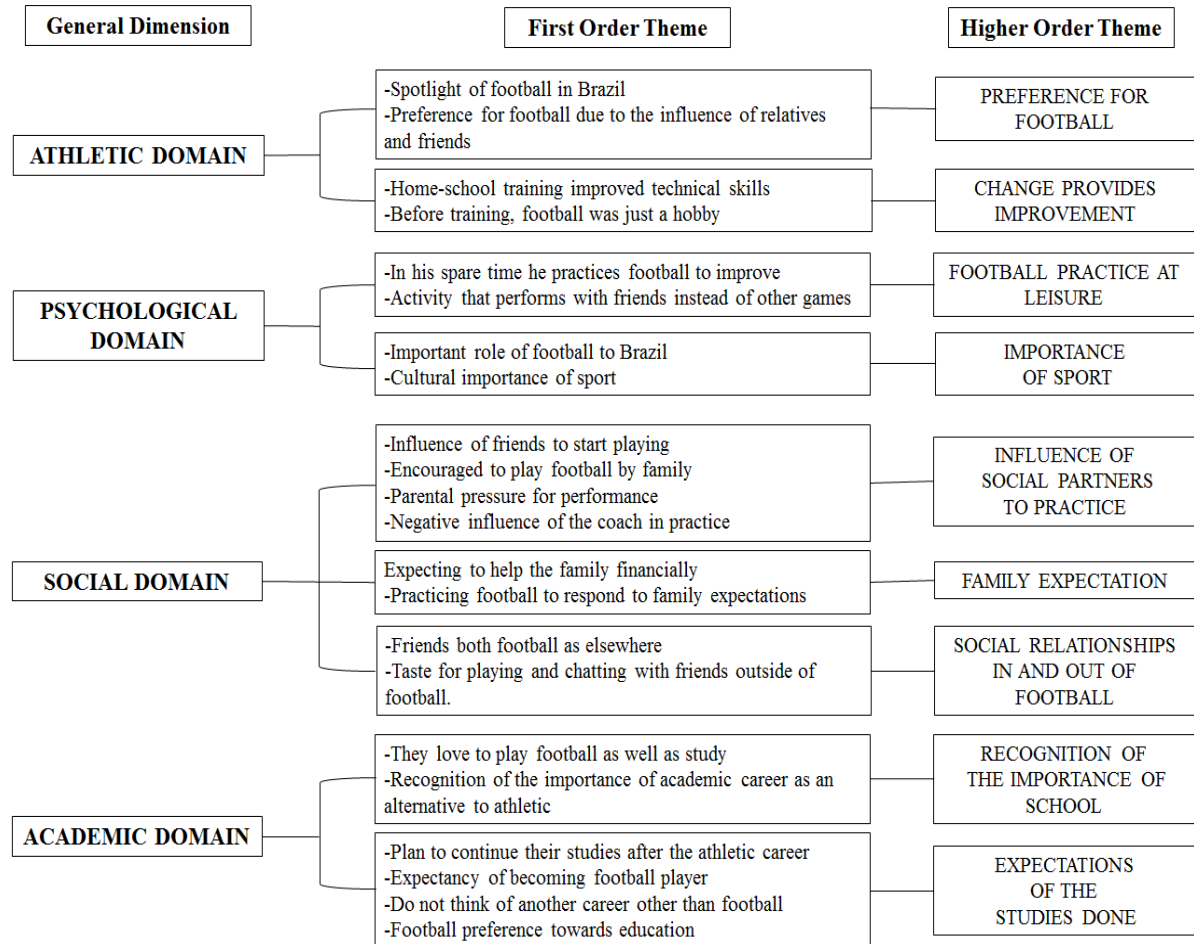 General Dimension
First Order Theme
Higher Order Theme
ATHLETIC DOMAIN
-Spotlight of football in Brazil
-Preference for football due to the influence of relatives
and friends
PREFERENCE FOR
FOOTBALL
-Home-school training improved technical skills
-Before training, football was just a hobby
CHANGE PROVIDES
IMPROVEMENT
PSYCHOLOGICAL
DOMAIN
-In his spare time he practices football to improve
-Activity that performs with friends instead of other games
FOOTBALL PRACTICE AT
LEISURE
-Important role of football to Brazil
-Cultural importance of sport
IMPORTANCE
OF SPORT
SOCIAL DOMAIN
-Influence of friends to start playing
-Encouraged to play football by family
-Parental pressure for performance
-Negative influence of the coach in practice
INFLUENCE OF
SOCIAL PARTNERS
TO PRACTICE
Expecting to help the family financially
-Practicing football to respond to family expectations
FAMILY EXPECTATION
-Friends both football as elsewhere
-Taste for playing and chatting with friends outside of
football.
SOCIAL RELATIONSHIPS
IN AND OUT OF
FOOTBALL
ACADEMIC DOMAIN
-They love to play football as well as study
-Recognition of the importance of academic career as an
alternative to athletic
RECOGNITION OF
THE IMPORTANCE OF
SCHOOL
-Plan to continue their studies after the athletic career
-Expectancy of becoming football player
-Do not think of another career other than football
-Football preference towards education
EXPECTATIONS
OF THE
STUDIES DONE